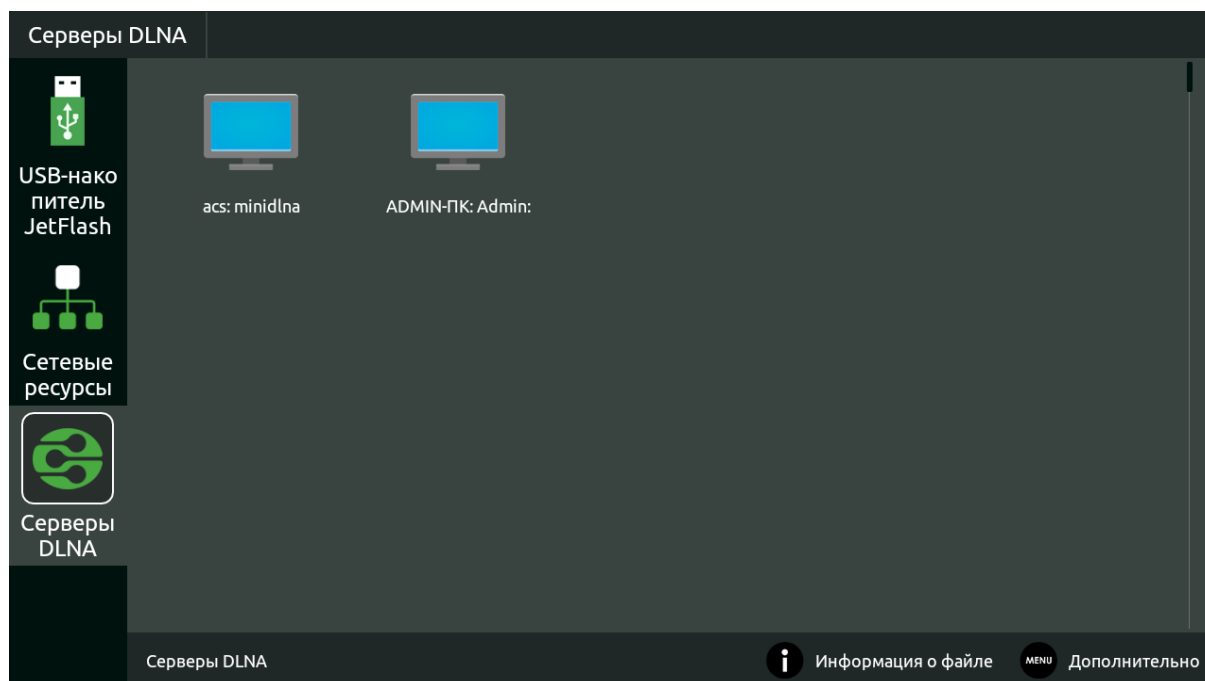 Серверы DLNA
USB-нако
питель
JetFlash
Сетевые
ресурсы
Серверы
DLNA
acs: minidlna
ADMIN-ПК: Admin:
Серверы DLNA
i Информация о файле
MENU Дополнительно